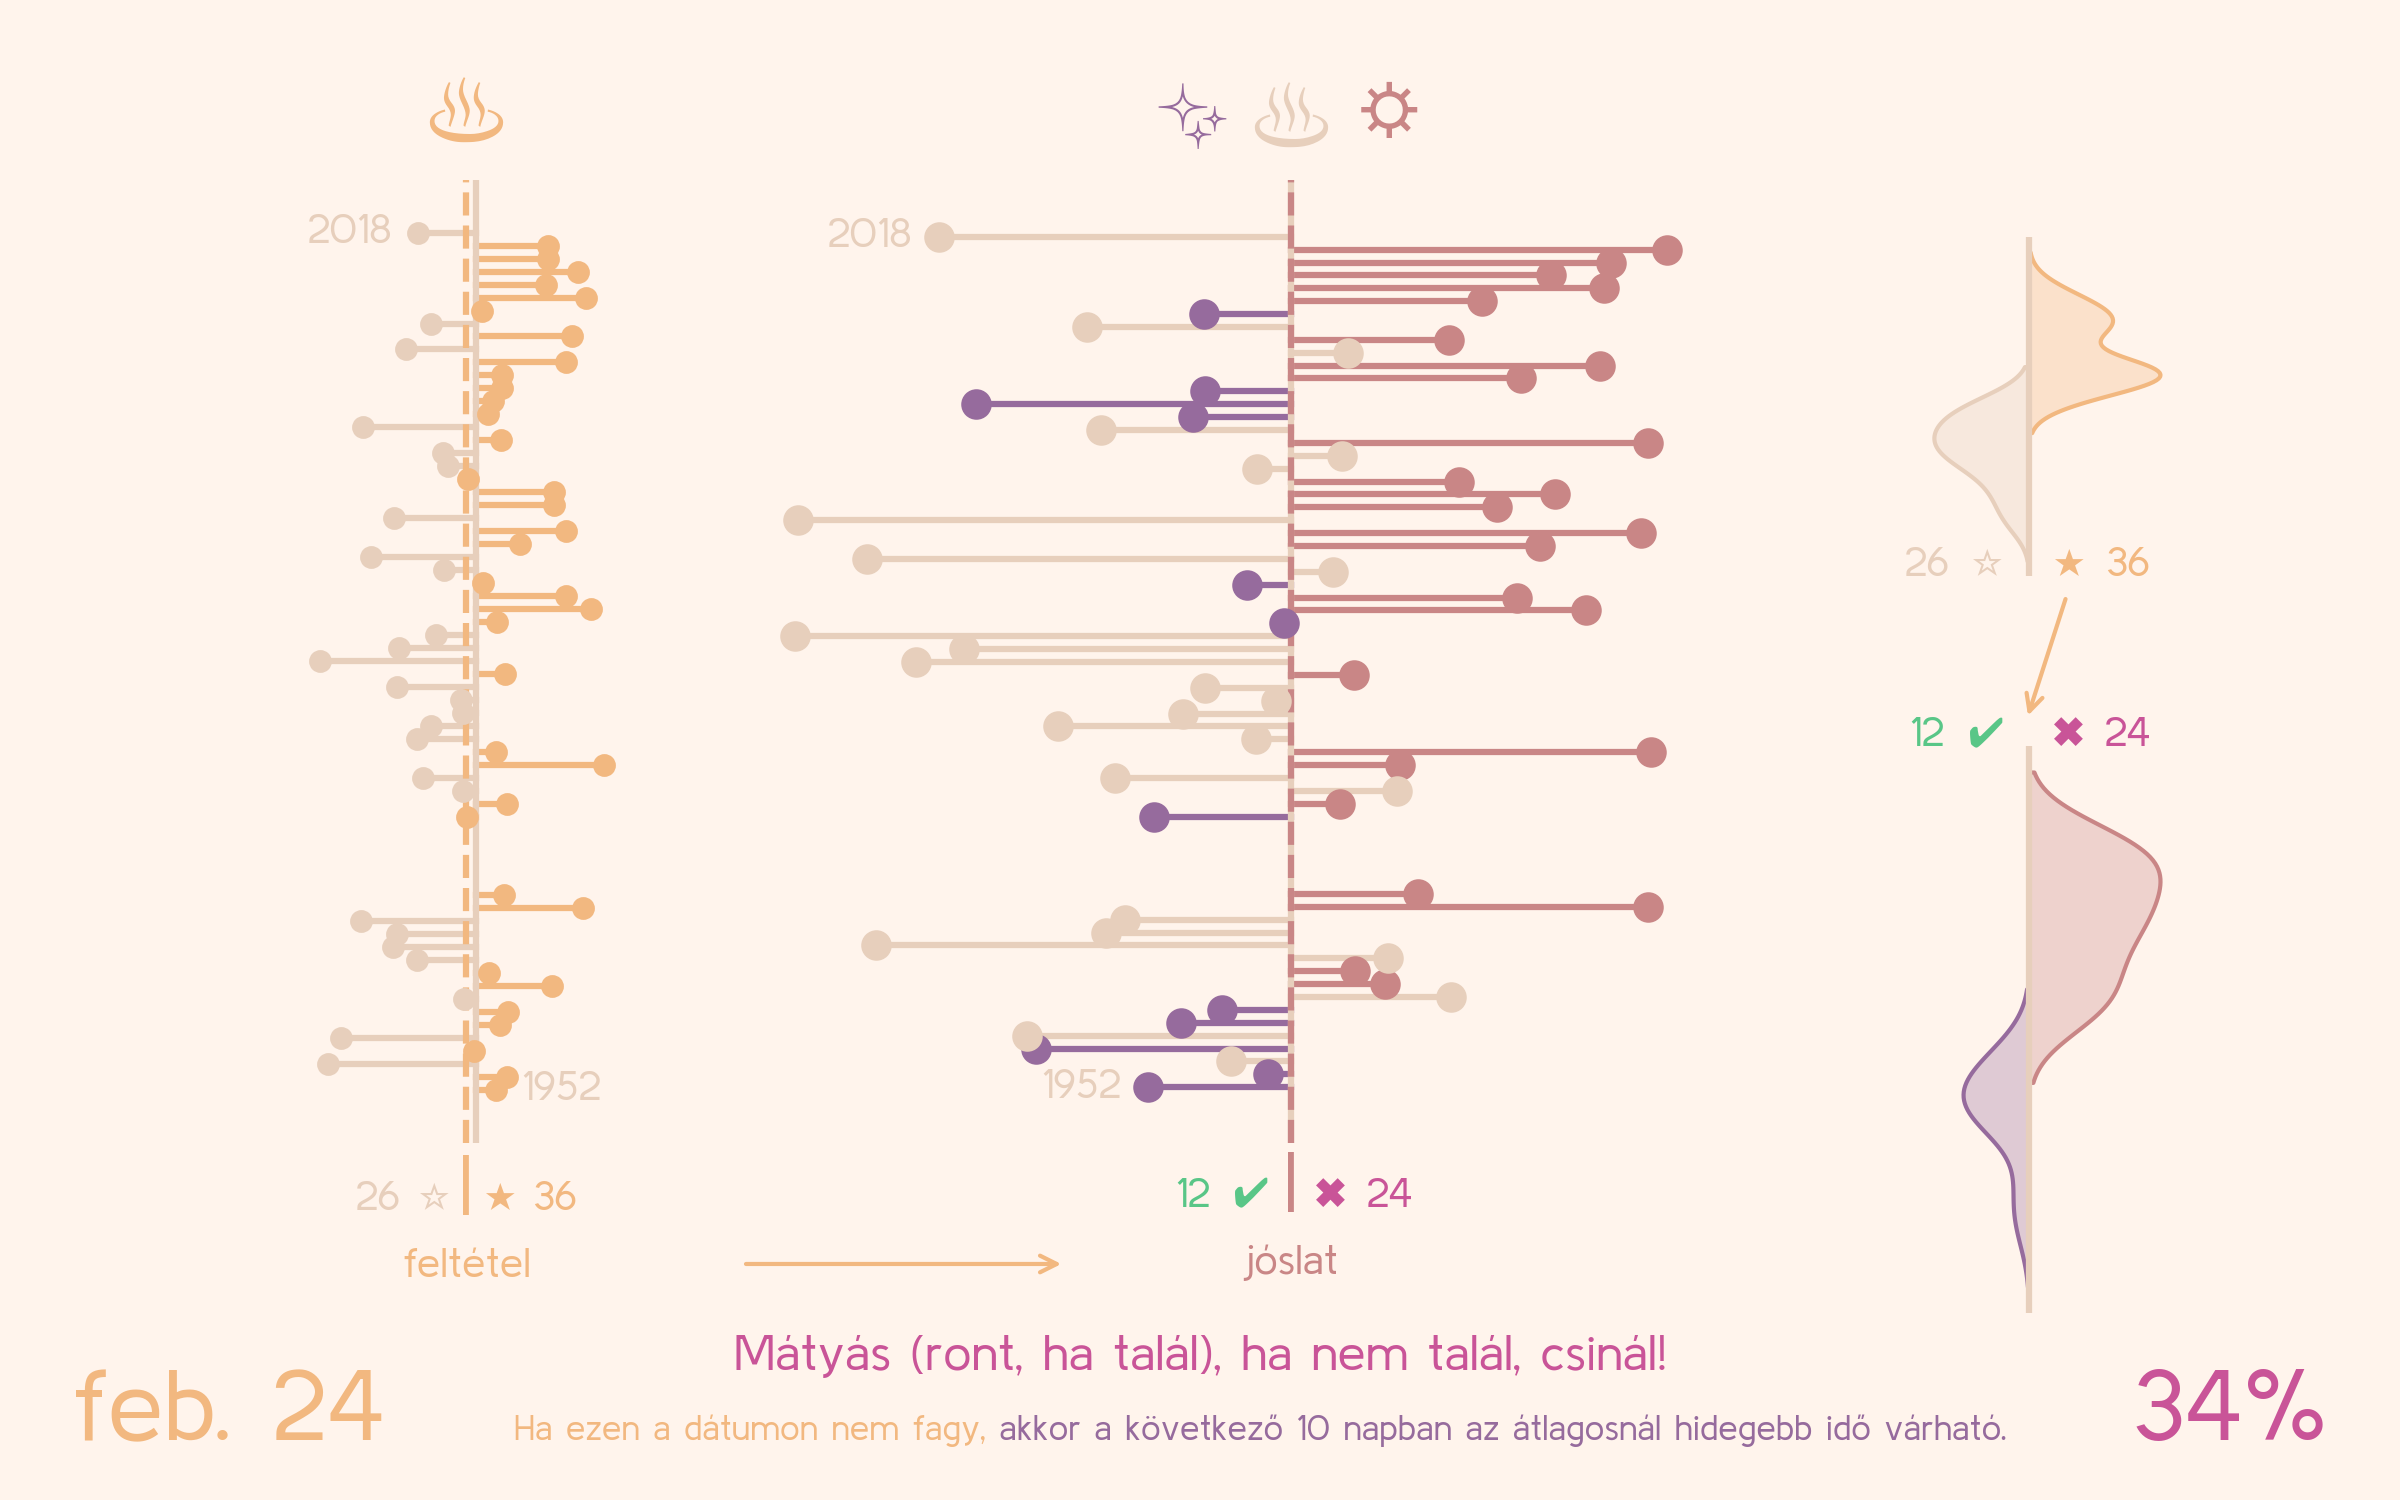 2018
2018
26 ☆ ★ 36
12 ✔ ✖ 24
1952
1952
26 ☆ ★ 36
12 ✔ ✖ 24
feltétel
jóslat
Mátyás (ront, ha talál), ha nem talál, csinál!
feb. 24
Ha ezen a dátumon nem fagy, akkor a következő 10 napban az átlagosnál hidegebb idő várható.
34%